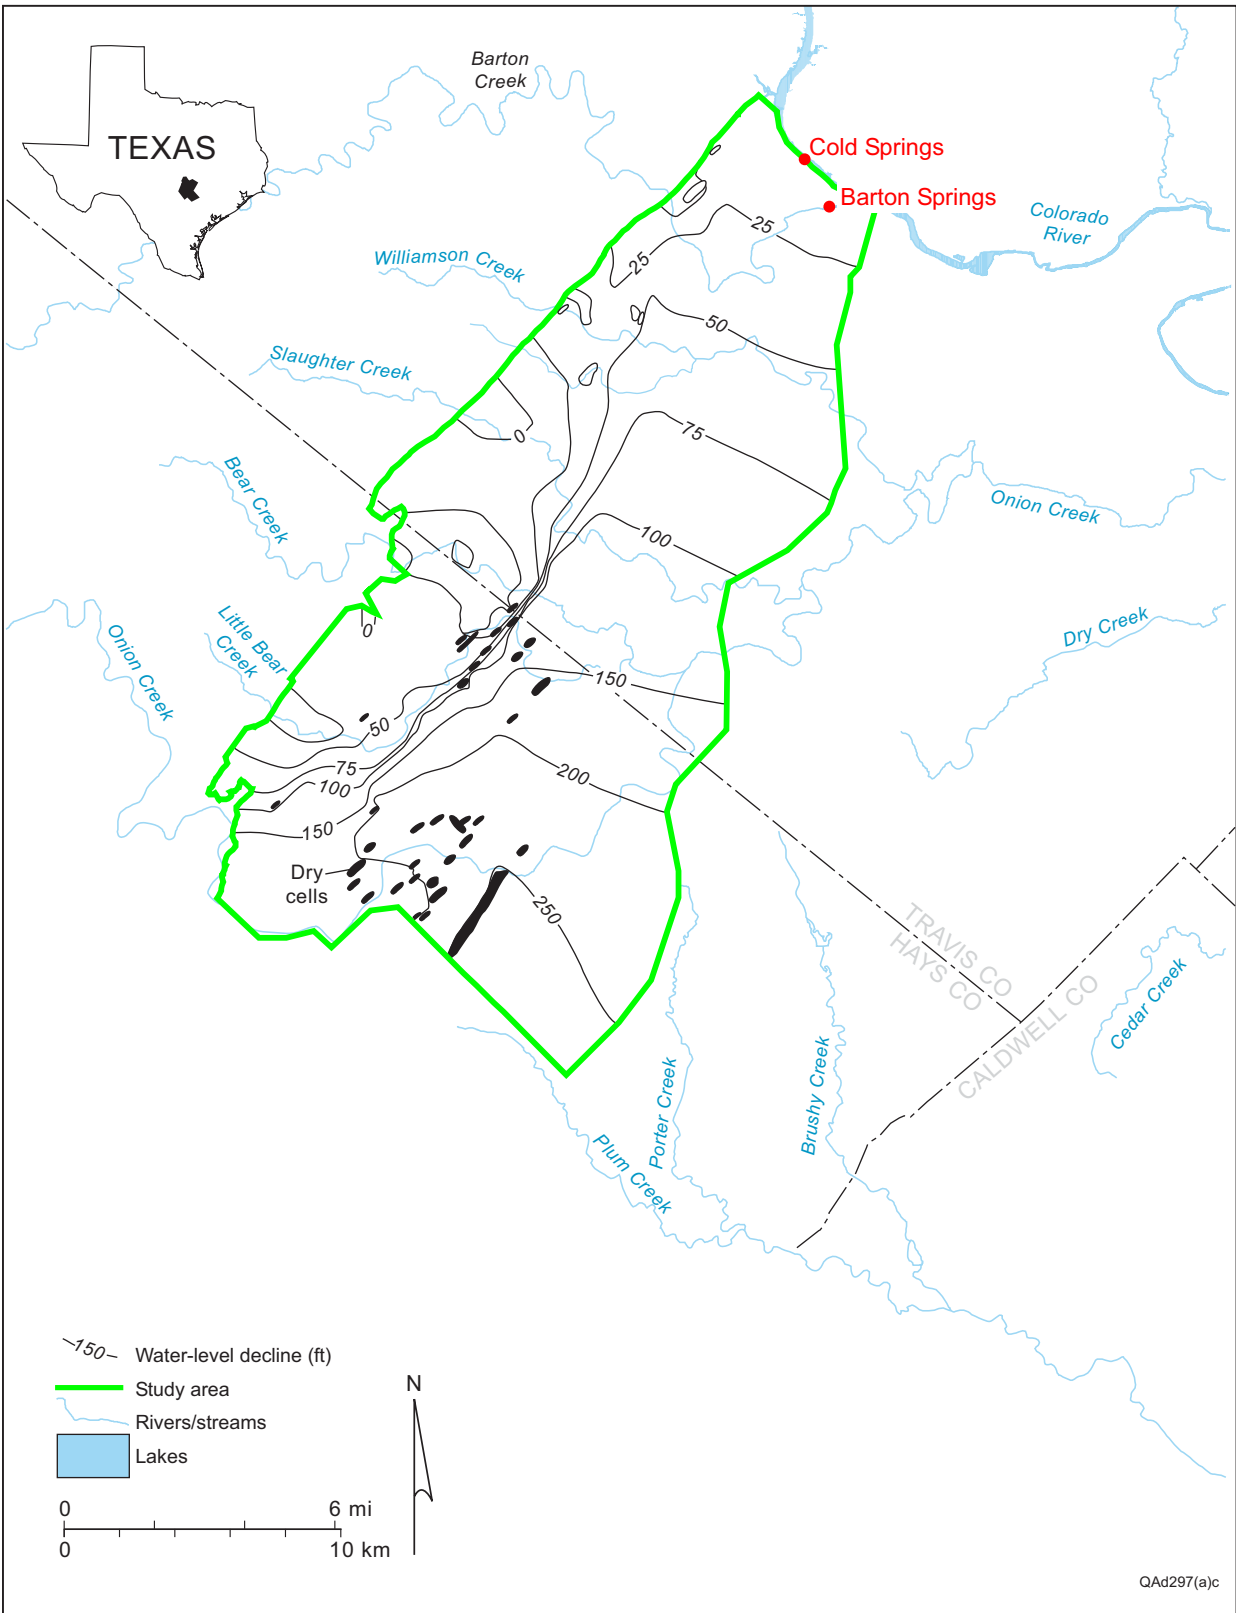 Barton
Creek
TEXAS
Cold Springs
Barton Springs
Colorado
River
25
Williamson Creek
25
50
Slaughter Creek
0
75
Bear Creek
Onion Creek
100
Little Bear
Creek
0
Onion Creek
Dry Creek
150
50
75
100
200
150
Dry
cells
250
TRAVIS CO
HAYS CO
CALDWELL CO
Cedar Creek
Porter Creek
Brushy Creek
Plum Creek
150 Water-level decline (ft)
Study area
Rivers/streams
Lakes
N
0 6 mi
0 10 km
QAd297(a)c